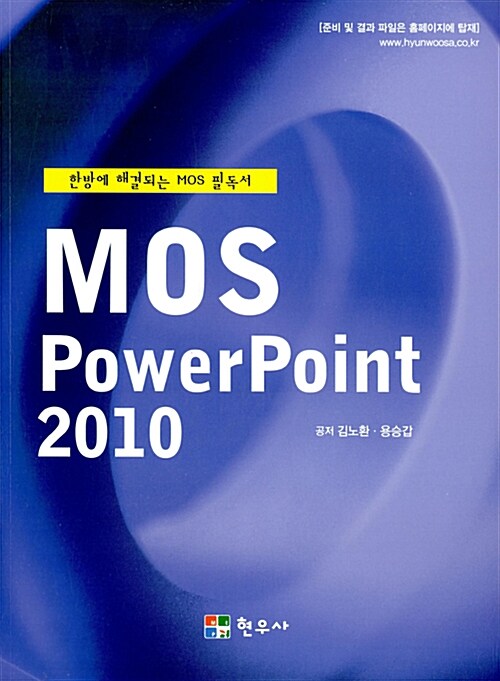 [준비 및 결과 파일은 홈페이지에 탑재]
www.hyunwoosa.co.kr
한방에 해결되는 MOS 필독서
MOS
PowerPoint
2010
공저 김노환 · 용승갑
현우사